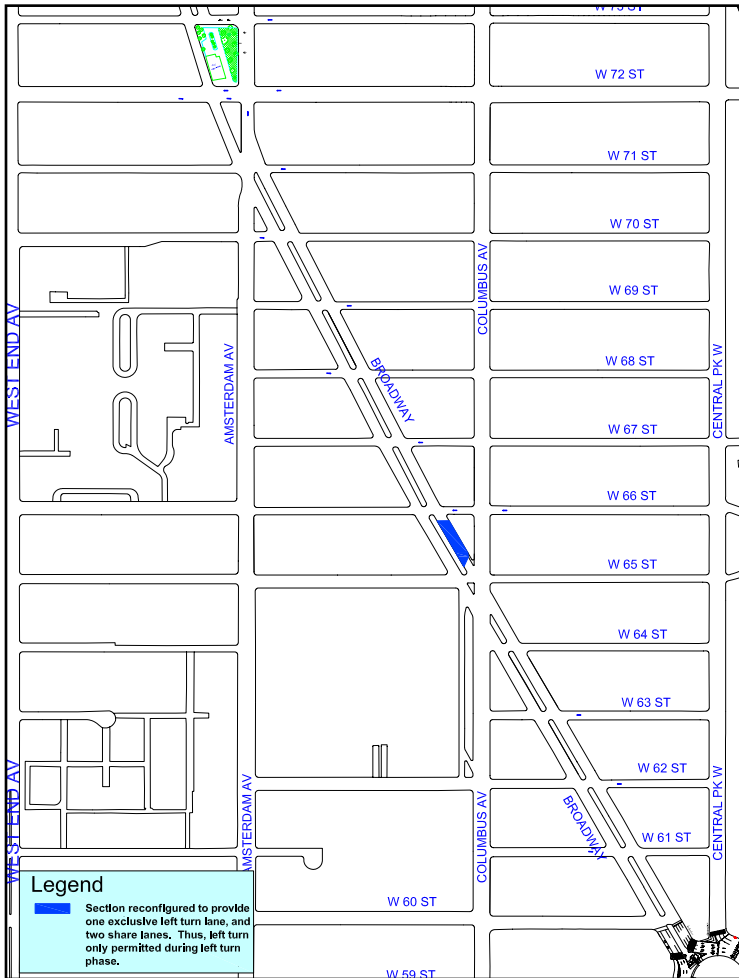 W 73 St
W 72 ST
W 71 ST
W 70 ST
COLUMBUS AV
W 69 ST
WEST END AV
AMSTERDAM AV
BROADWAY
W 68 ST
CENTRAL PK W
W 67 ST
W 66 ST
W 65 ST
W 64 ST
W 63 ST
W 62 ST
WEST END AV
AMSTERDAM AV
COLUMBUS AV
BROADWAY
CENTRAL PK W
W 61 ST
W 60 ST
W 59 ST
Legend
Section reconfigured to provide
one exclusive left turn lane, and
two share lanes. Thus, left turn
only permitted during left turn
phase.